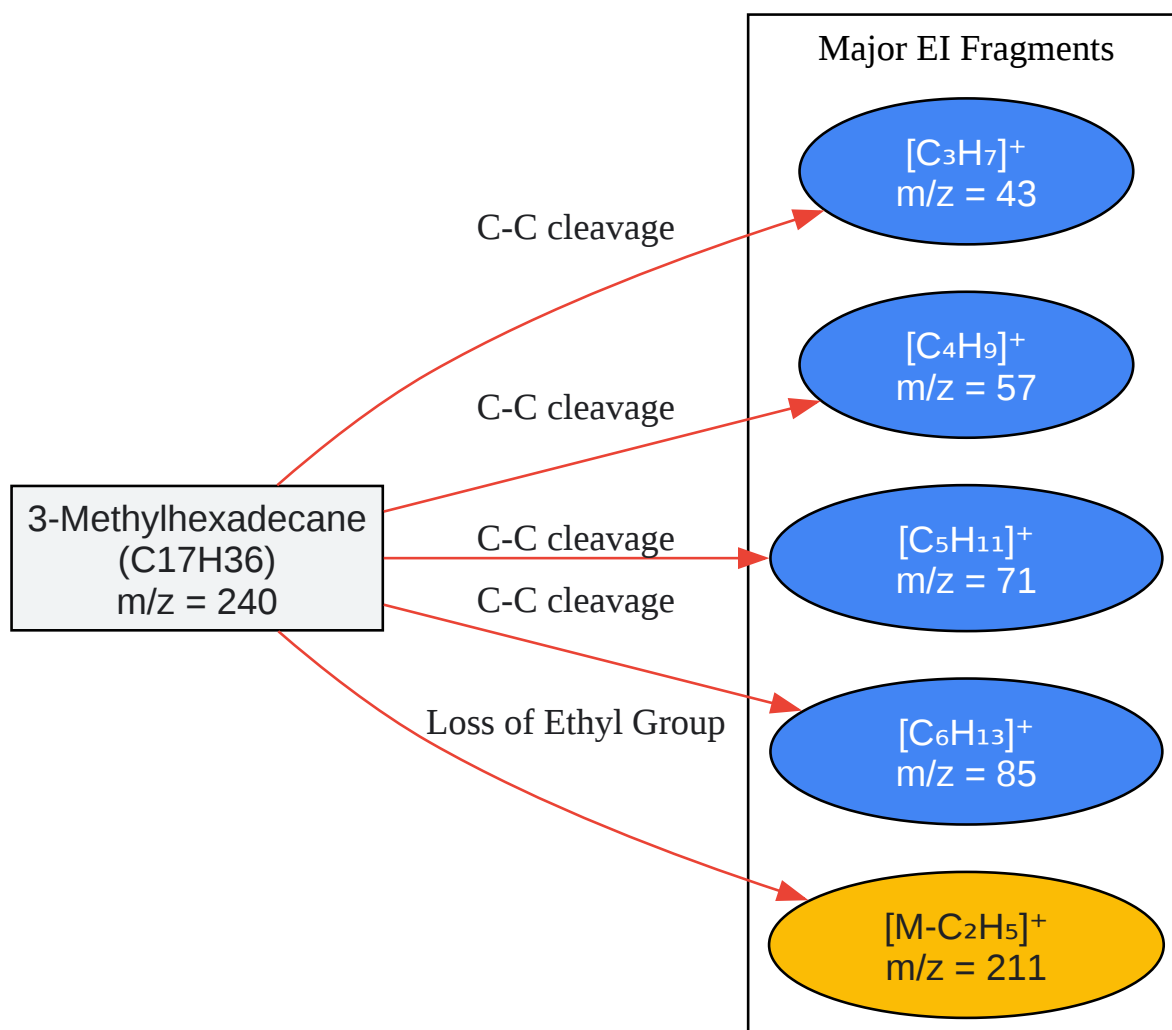 Major EI Fragments
[C₃H₇]⁺
m/z = 43
C-C cleavage
[C₄H₉]⁺
m/z = 57
C-C cleavage
3-Methylhexadecane
(C17H36)
m/z = 240
C-C cleavage
[C₅H₁₁]⁺
m/z = 71
C-C cleavage
[C₆H₁₃]⁺
m/z = 85
Loss of Ethyl Group
[M-C₂H₅]⁺
m/z = 211